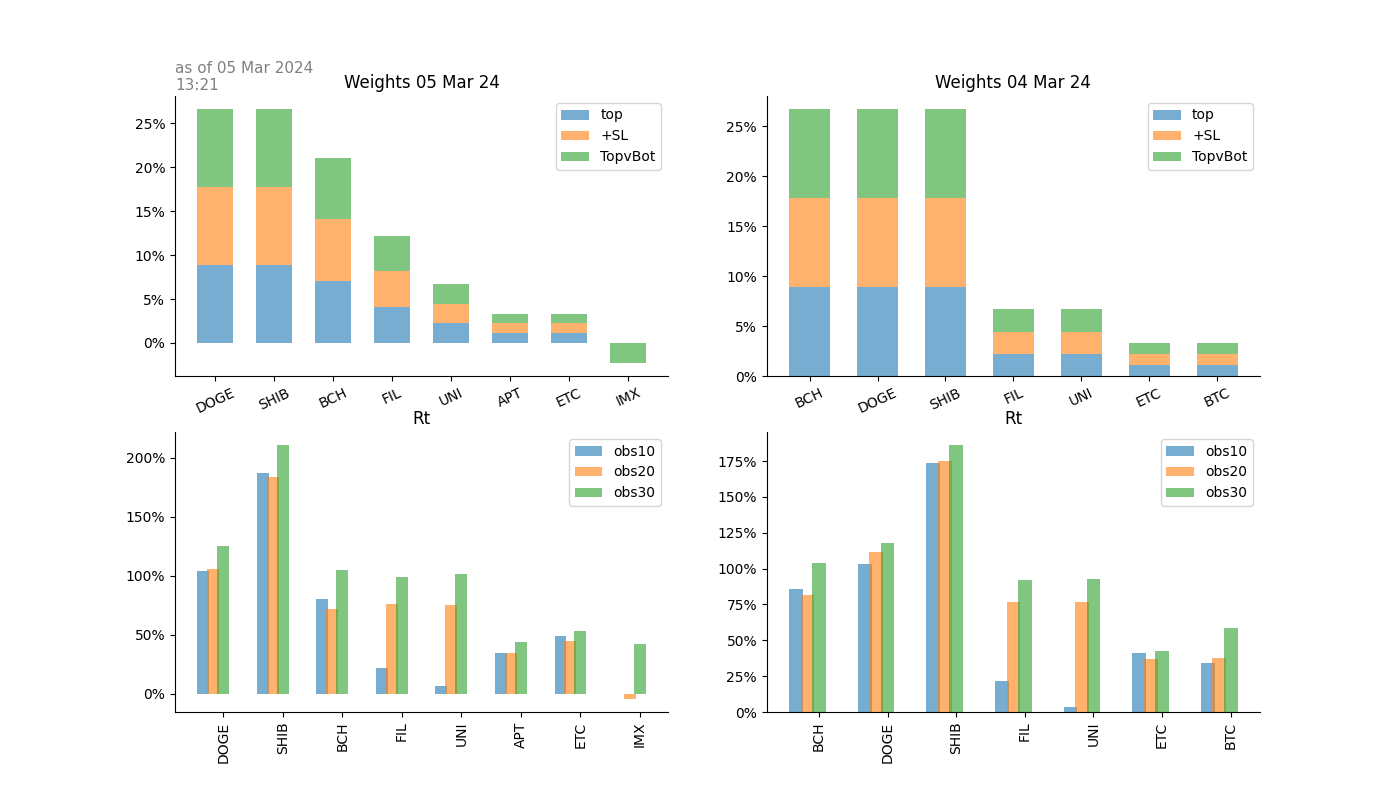 as of 05 Mar 2024
13:21
Weights 05 Mar 24
25%
20%
15%
10%
5%
0%
top
+SL
TopvBot
DOGE SHIB BCH FIL UNI APT ETC IMX
Weights 04 Mar 24
25%
20%
15%
10%
5%
0%
top
+SL
TopvBot
BCH DOGE SHIB FIL UNI ETC BTC
Rt
200%
150%
100%
50%
0%
obs10
obs20
obs30
DOGE SHIB BCH FIL UNI APT ETC IMX
Rt
175%
150%
125%
100%
75%
50%
25%
0%
obs10
obs20
obs30
BCH DOGE SHIB FIL UNI ETC BTC